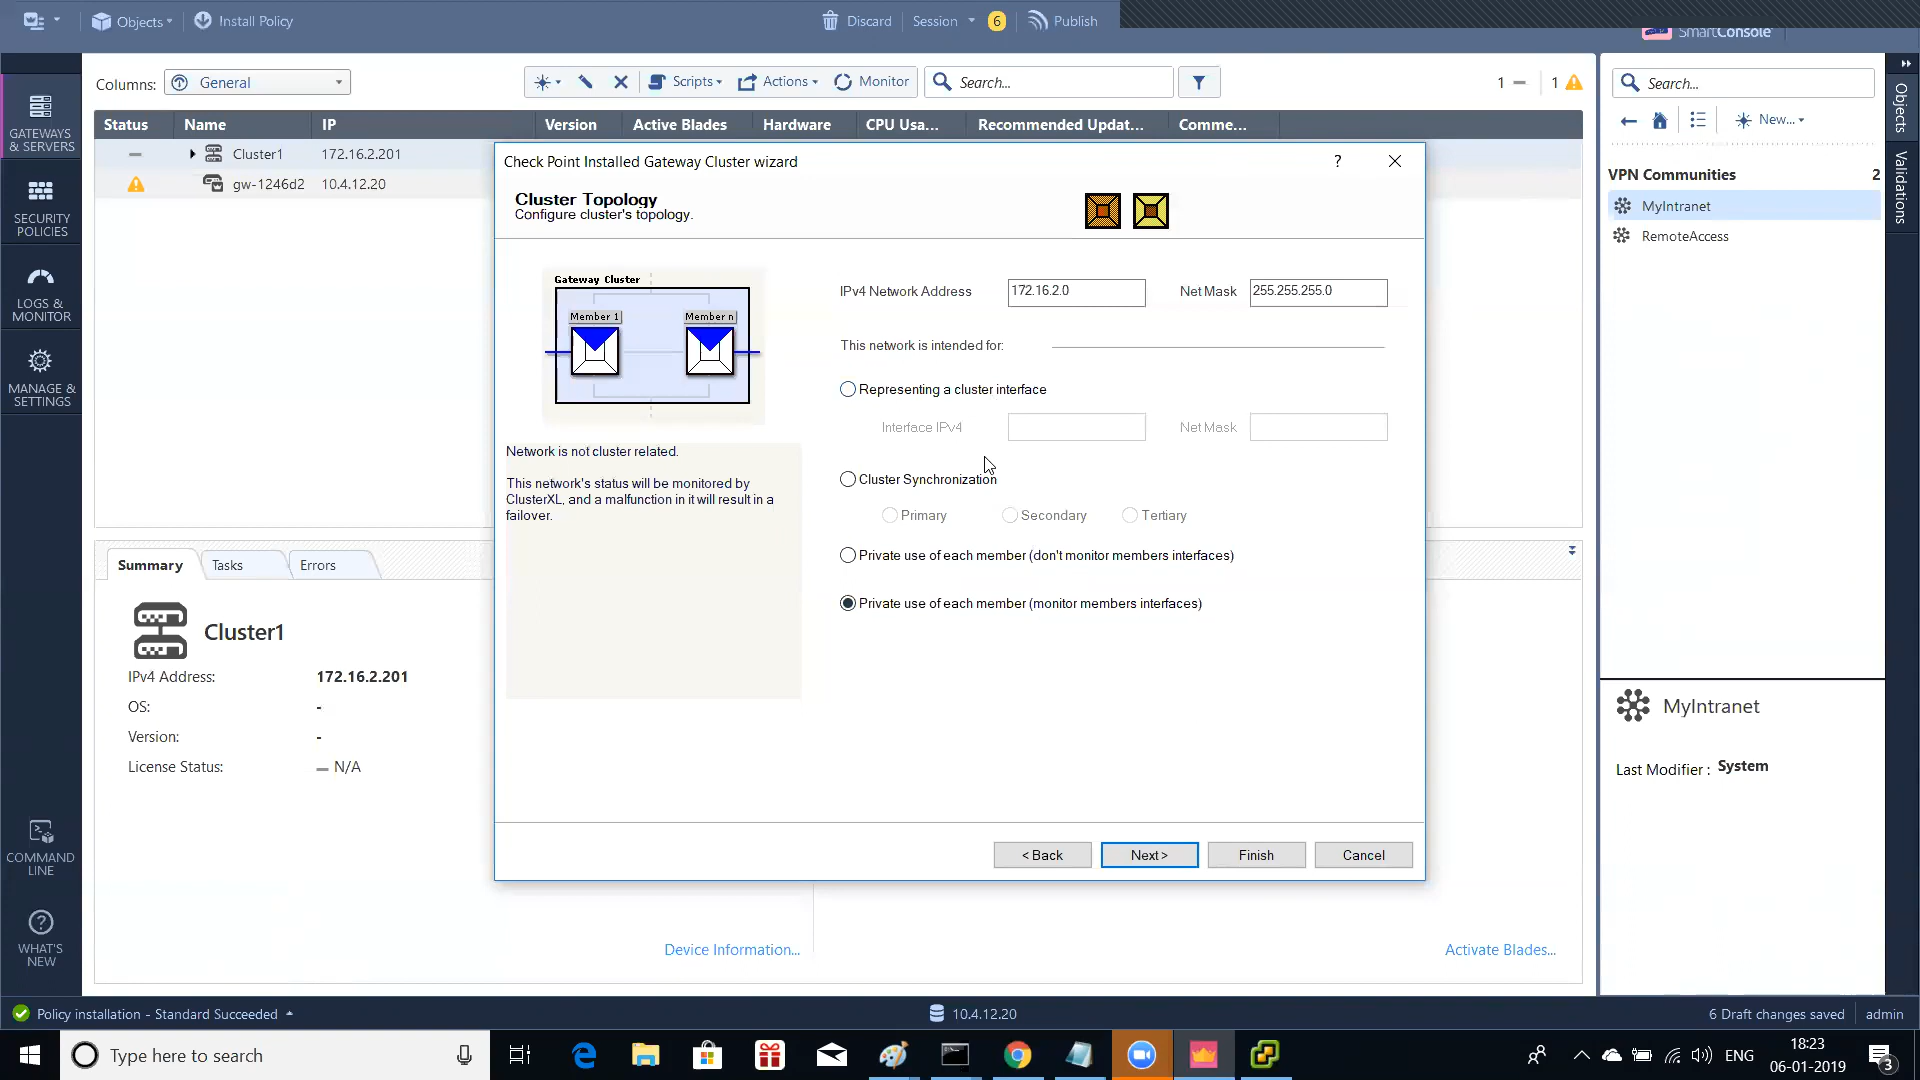 Objects
Install Policy
Discard
Session
6
Publish
SmartConsole
Columns:
General
Scripts
Actions
Monitor
Search...
1
1
Search...
New...
Objects
Validations
Status
Name
IP
Version
Active Blades
Hardware
CPU Usa...
Recommended Updat...
Comme...
Cluster1
172.16.2.201
gw-1246d2
10.4.12.20
GATEWAYS
& SERVERS
SECURITY
POLICIES
LOGS &
MONITOR
MANAGE &
SETTINGS
COMMAND
LINE
WHAT'S
NEW
Check Point Installed Gateway Cluster wizard
?
Cluster Topology
Configure cluster's topology.
Gateway Cluster
Member 1
Member n
Network is not cluster related.
This network's status will be monitored by
ClusterXL, and a malfunction in it will result in a
failover.
IPv4 Network Address
172.16.2.0
Net Mask
255.255.255.0
This network is intended for:
Representing a cluster interface
Interface IPv4
Net Mask
Cluster Synchronization
Primary
Secondary
Tertiary
Private use of each member (don't monitor members interfaces)
Private use of each member (monitor members interfaces)
< Back
Next >
Finish
Cancel
VPN Communities
2
MyIntranet
RemoteAccess
MyIntranet
Last Modifier :
System
Summary
Tasks
Errors
Cluster1
IPv4 Address:
172.16.2.201
OS:
-
Version:
-
License Status:
N/A
Device Information...
Activate Blades...
Policy installation - Standard Succeeded
10.4.12.20
6 Draft changes saved
admin
Type here to search
ENG
18:23
06-01-2019
3